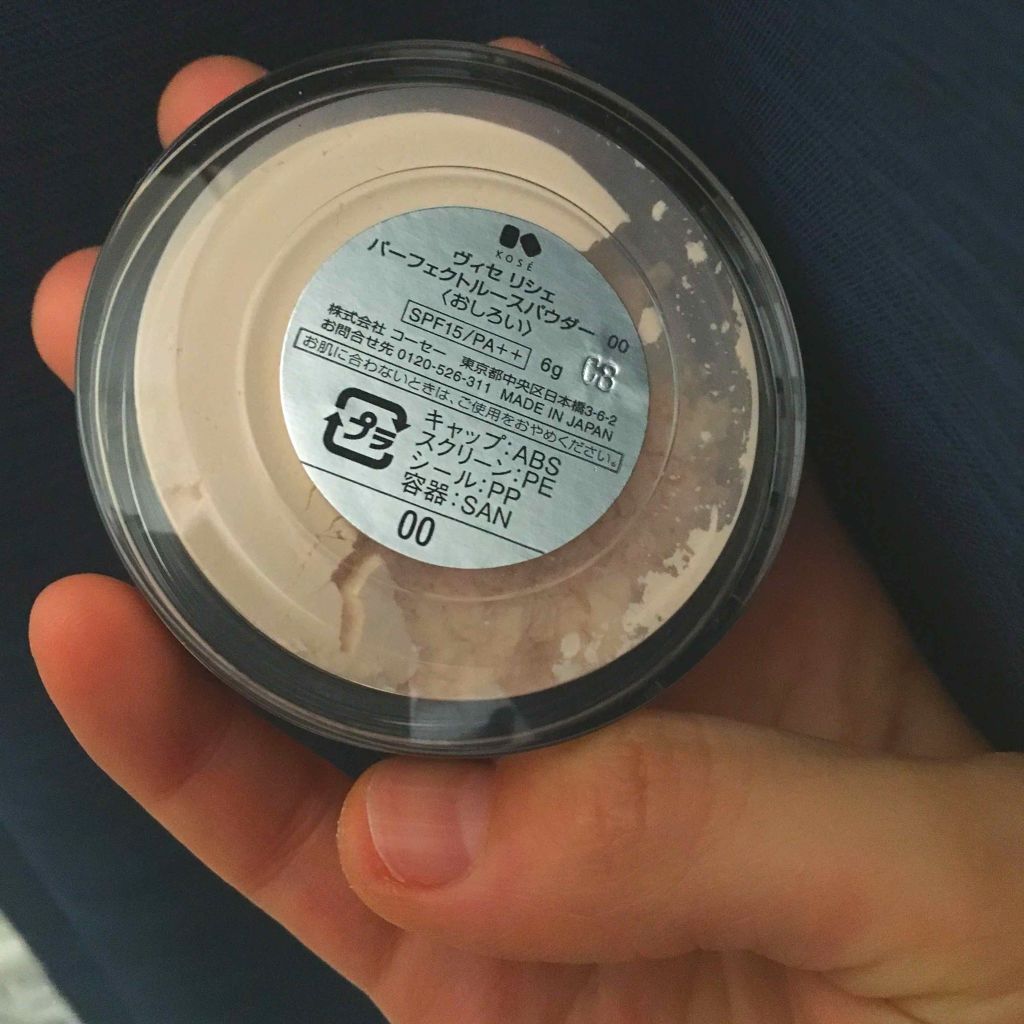 KOSÉ
ヴィセ リシェ
パーフェクトルースパウダー 00
〈おしろい〉
SPF15/PA++ 6g
株式会社 コーセー 東京都中央区日本橋3-6-2
お問合せ先 0120-526-311 MADE IN JAPAN
お肌に合わないときは、ご使用をおやめください。
プラ
キャップ:ABS
スクリーン:PE
シール:PP
容器:SAN
00